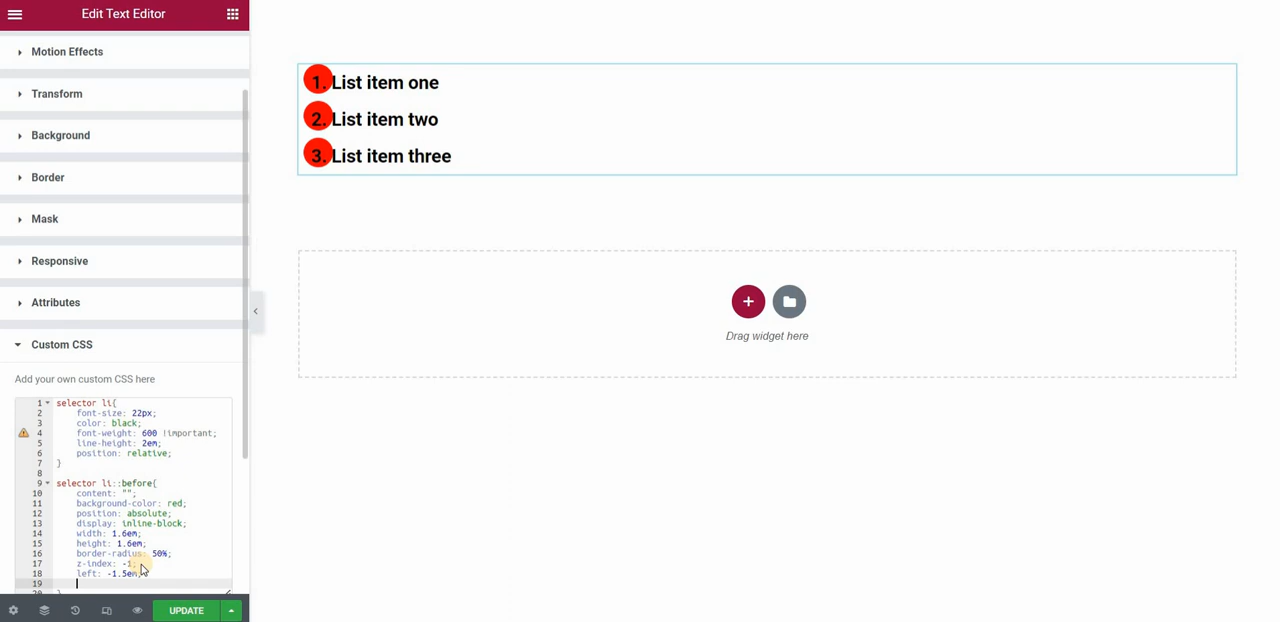 Edit Text Editor
Motion Effects
Transform
Background
Border
Mask
Responsive
Attributes
Custom CSS
Add your own custom CSS here
1 selector li{
2 font-size: 22px;
3 color: black;
4 font-weight: 600 !important;
5 line-height: 2em;
6 position: relative;
7 }
8
9 selector li::before{
10 content: "";
11 background-color: red;
12 position: absolute;
13 display: inline-block;
14 width: 1.6em;
15 height: 1.6em;
16 border-radius: 50%;
17 z-index: -1;
18 left: -1.5em;
19
20 }
UPDATE
1. List item one
2. List item two
3. List item three
Drag widget here